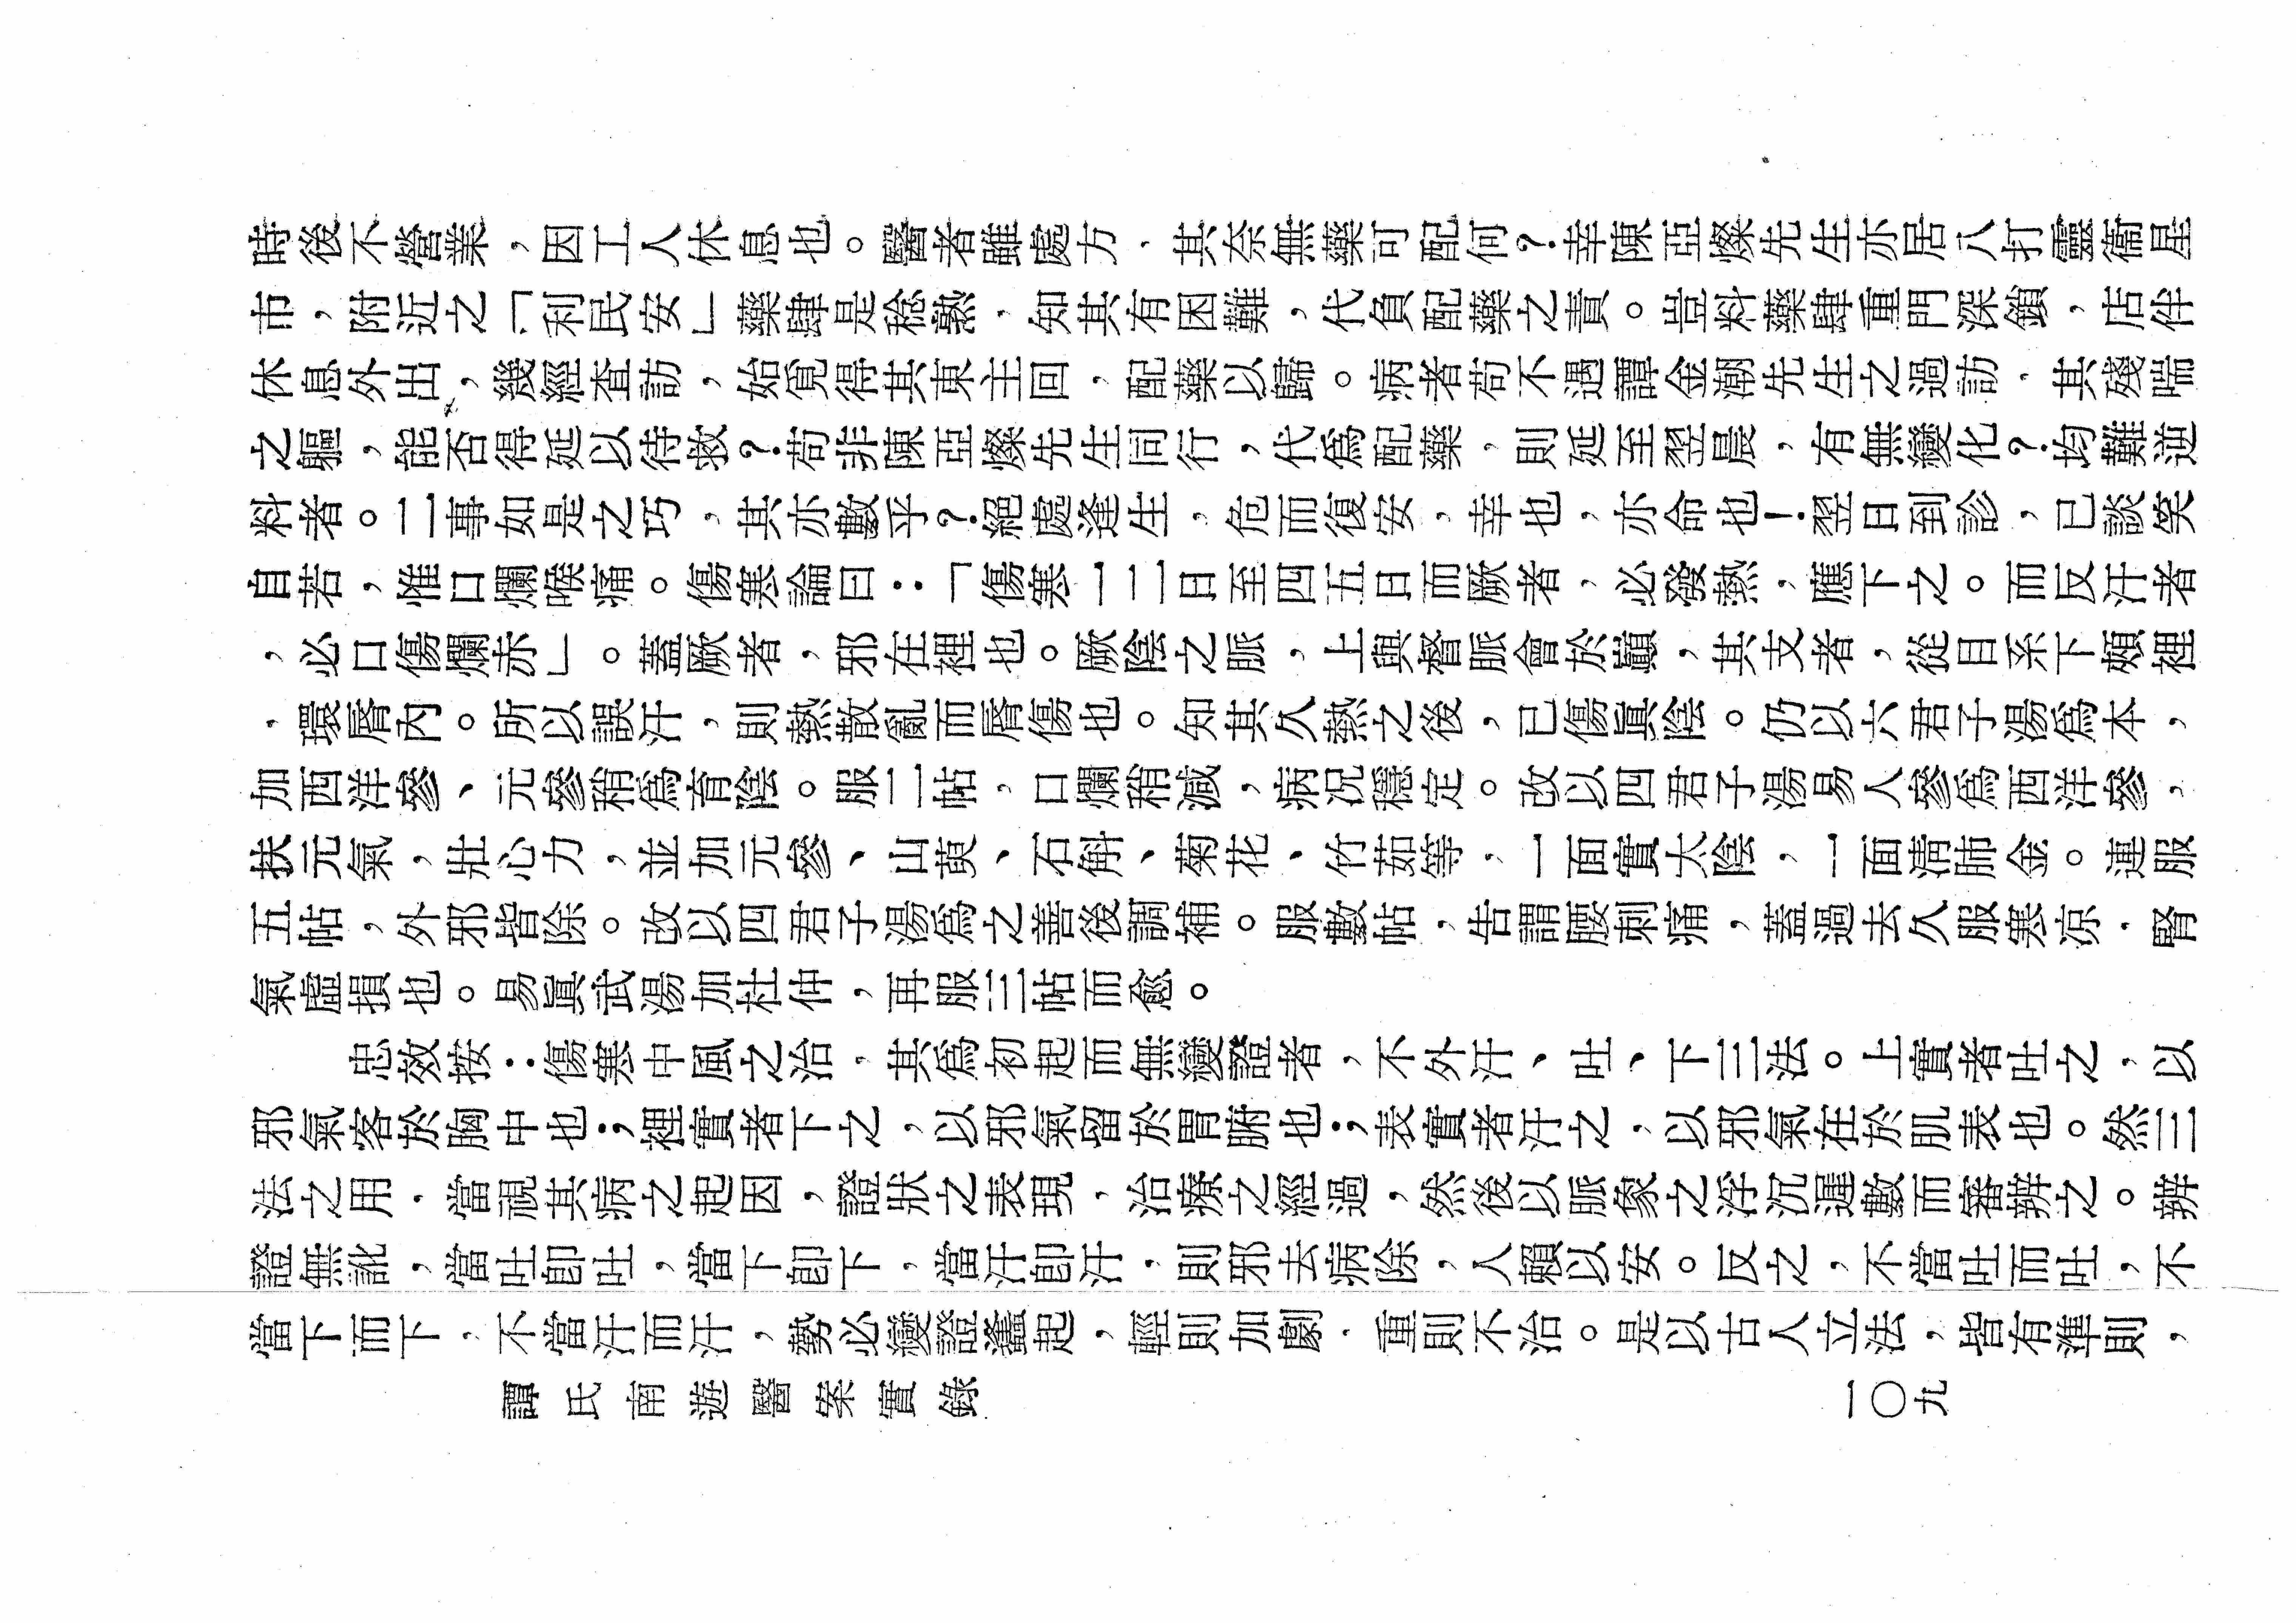 時後不營業，因工人休息也。醫者雖處方，其奈無藥可配何？幸陳亞燦先生亦居八打靈衞星
市，附近之「利民安」藥肆是稔熟，知其有困難，代負配藥之責。豈料藥肆重門深鎖，店伴
休息外出，幾經查訪，始覓得其東主回，配藥以歸。病者苟不遇譚金潮先生之過訪，其殘喘
之軀，能否得延以待救？苟非陳亞燦先生同行，代爲配藥，則延至翌晨，有無變化？均難逆
料者。二事如是之巧，其亦數乎？絕處逢生，危而復安，幸也，亦命也！翌日到診，已談笑
自若，惟口爛喉痛。傷寒論曰：「傷寒一二日至四五日而厥者，必發熱，應下之。而反汗者
，必口傷爛赤」。蓋厥者，邪在裡也。厥陰之脈，上與督脈會於巔，其支者，從目系下頰裡
，環唇內。所以誤汗，則熱散亂而唇傷也。知其久熱之後，已傷眞陰。仍以六君子湯爲本，
加西洋參、元參稍爲育陰。服二帖，口爛稍減，病况穩定。改以四君子湯易人參爲西洋參，
扶元氣，壯心力，並加元參、山萸、石斛、菊花、竹茹等，一面實太陰，一面清肺金。連服
五帖，外邪皆除。改以四君子湯爲之善後調補。服數帖，告謂腰刺痛，蓋過去久服寒凉，腎
氣虛損也。易眞武湯加杜仲，再服三帖而愈。
忠效按：傷寒中風之治，其爲初起而無變證者，不外汗、吐、下三法。上實者吐之，以
邪氣客於胸中也；裡實者下之，以邪氣留於胃腑也；表實者汗之，以邪氣在於肌表也。然三
法之用，當視其病之起因，證狀之表現，治療之經過，然後以脈象之浮沉遲數而審辨之。辨
證無訛，當吐卽吐，當下卽下，當汗卽汗，則邪去病除，人賴以安。反之，不當吐而吐，不
當下而下，不當汗而汗，勢必變證蠭起，輕則加劇，重則不治。是以古人立法，皆有準則，
譚氏南遊醫案實錄
一〇九